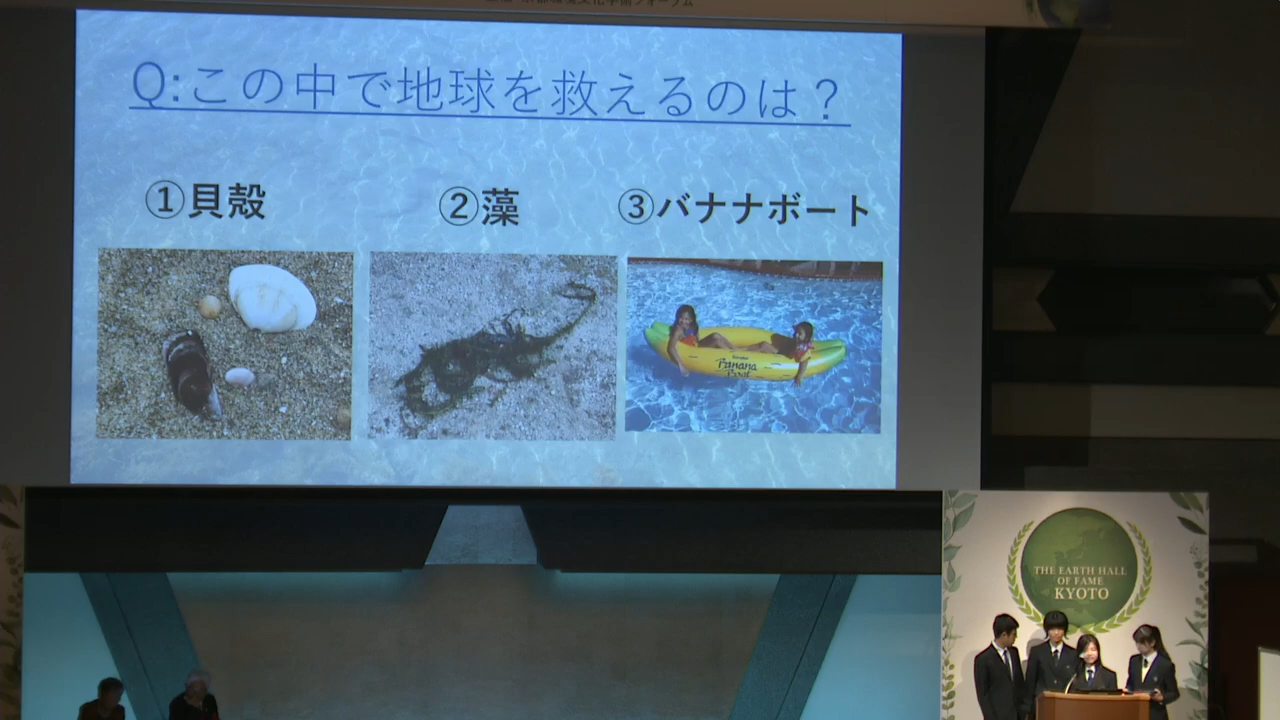 Q:この中で地球を救えるのは？
①貝殻
②藻
③バナナボート
Banana
Boat
THE EARTH HALL
OF FAME
KYOTO